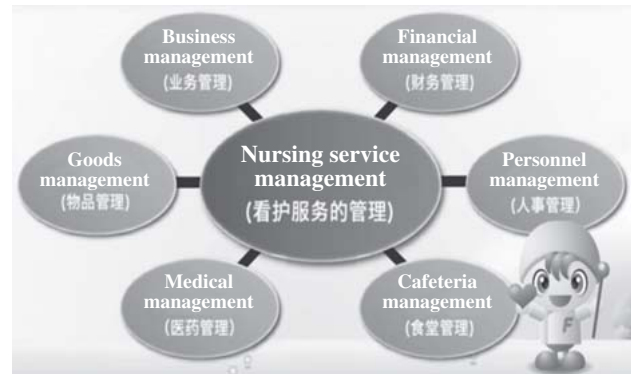 Business
management
(业务管理)
Financial
management
(财务管理)
Goods
management
(物品管理)
Nursing service
management
(看护服务的管理)
Personnel
management
(人事管理)
Medical
management
(医药管理)
Cafeteria
management
(食堂管理)
F